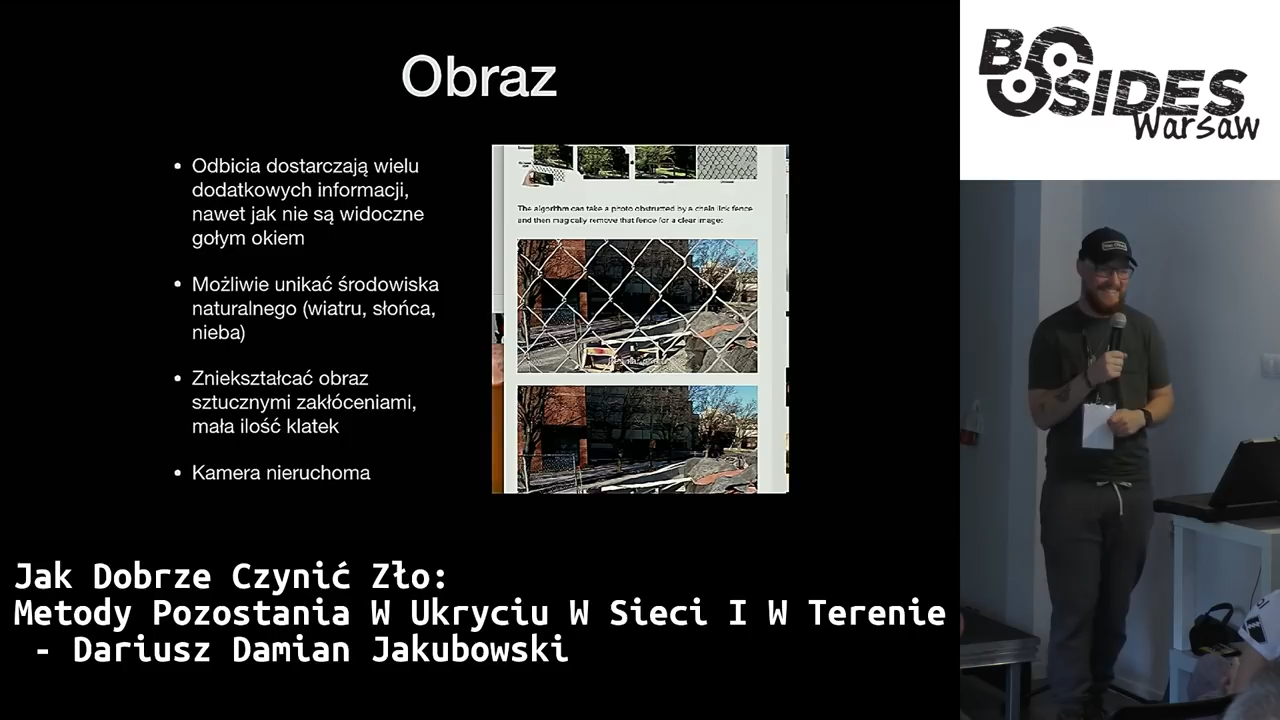 Obraz
• Odbicia dostarczają wielu
dodatkowych informacji,
nawet jak nie są widoczne
gołym okiem
• Możliwie unikać środowiska
naturalnego (wiatru, słońca,
nieba)
• Zniekształcać obraz
sztucznymi zakłóceniami,
mała ilość klatek
• Kamera nieruchoma
The algorithm can take a photo obstructed by a chain link fence
and then magically remove that fence for a clear image:
BSIDES
Warsaw
Jak Dobrze Czynić Zło:
Metody Pozostania W Ukryciu W Sieci I W Terenie
- Dariusz Damian Jakubowski